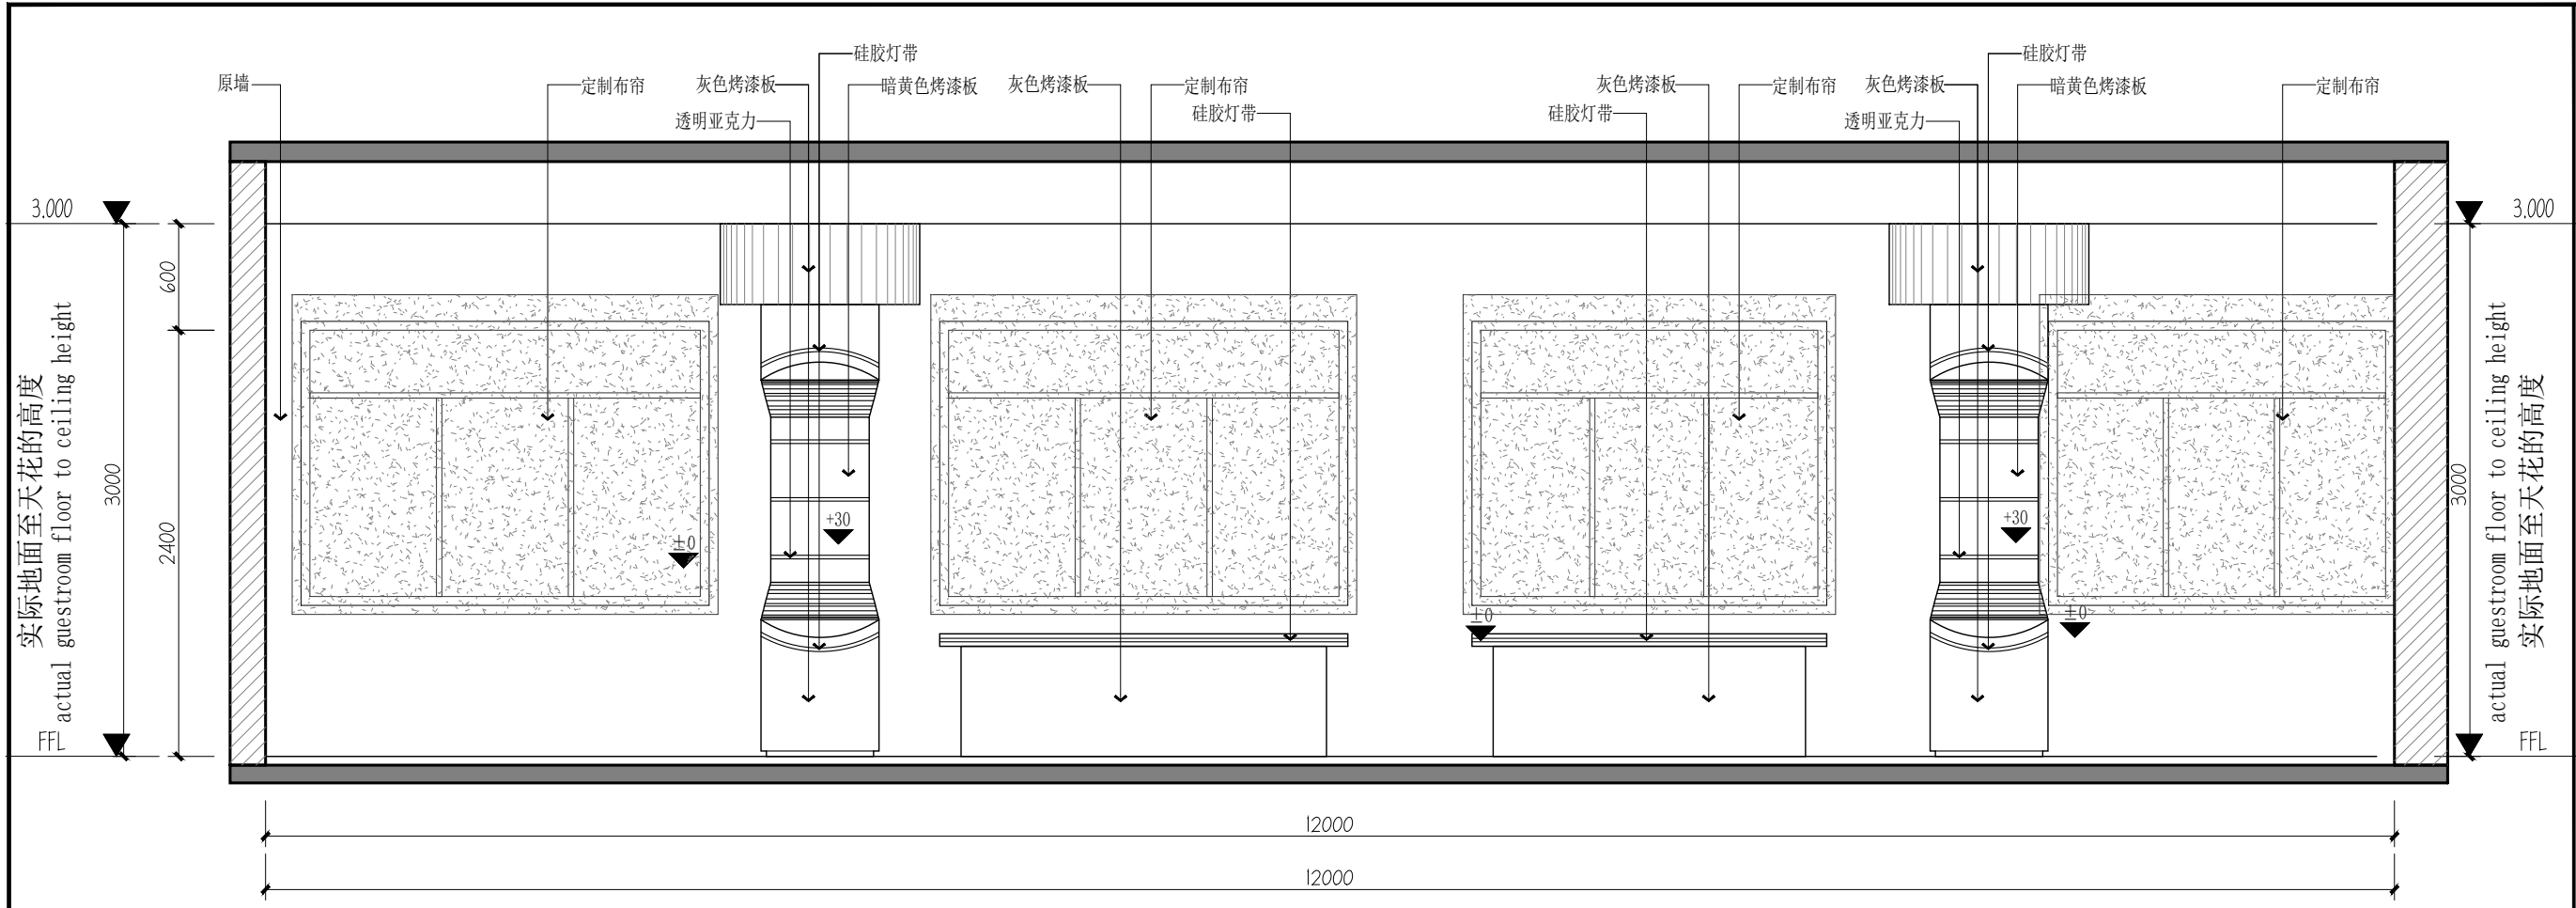 硅胶灯带
硅胶灯带
原墙
定制布帘
灰色烤漆板
暗黄色烤漆板
灰色烤漆板
定制布帘
灰色烤漆板
定制布帘
灰色烤漆板
暗黄色烤漆板
定制布帘
透明亚克力
硅胶灯带
硅胶灯带
透明亚克力
3.000
3.000
600
实际地面至天花的高度
actual guestroom floor to ceiling height
3000
2400
±0
+30
±0
+30
±0
3000
actual guestroom floor to ceiling height
实际地面至天花的高度
FFL
FFL
12000
12000